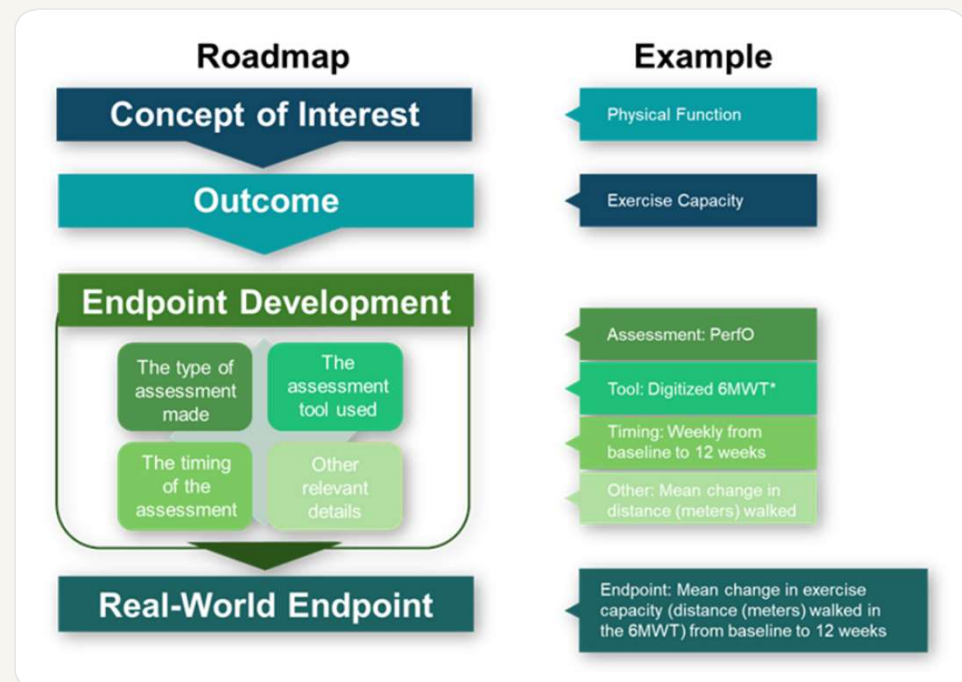 Roadmap
Example
Concept of Interest
Physical Function
Outcome
Exercise Capacity
Endpoint Development
The type of
assessment
made
The
assessment
tool used
The timing
of the
assessment
Other
relevant
details
Assessment: PerfO
Tool: Digitized 6MWT*
Timing: Weekly from
baseline to 12 weeks
Other: Mean change in
distance (meters) walked
Real-World Endpoint
Endpoint: Mean change in exercise
capacity (distance (meters) walked in
the 6MWT) from baseline to 12 weeks